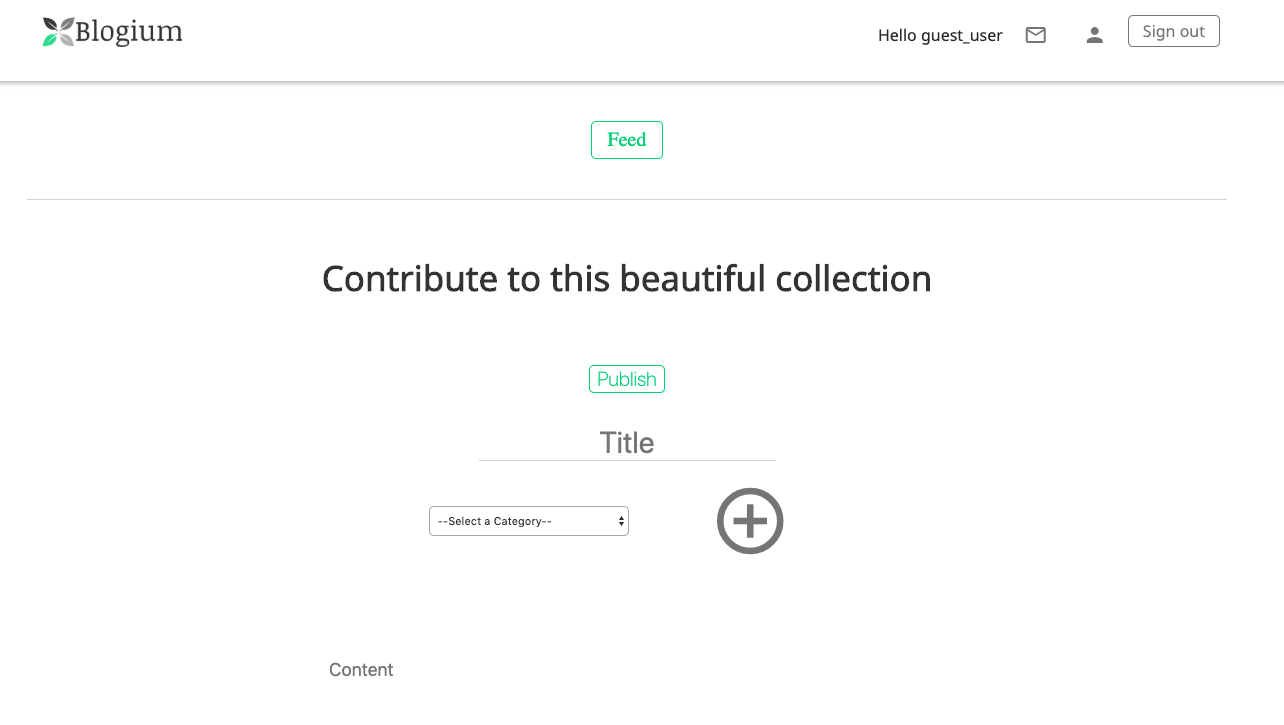 Blogium
Hello guest_user
Sign out
Feed
Contribute to this beautiful collection
Publish
Title
--Select a Category--
Content